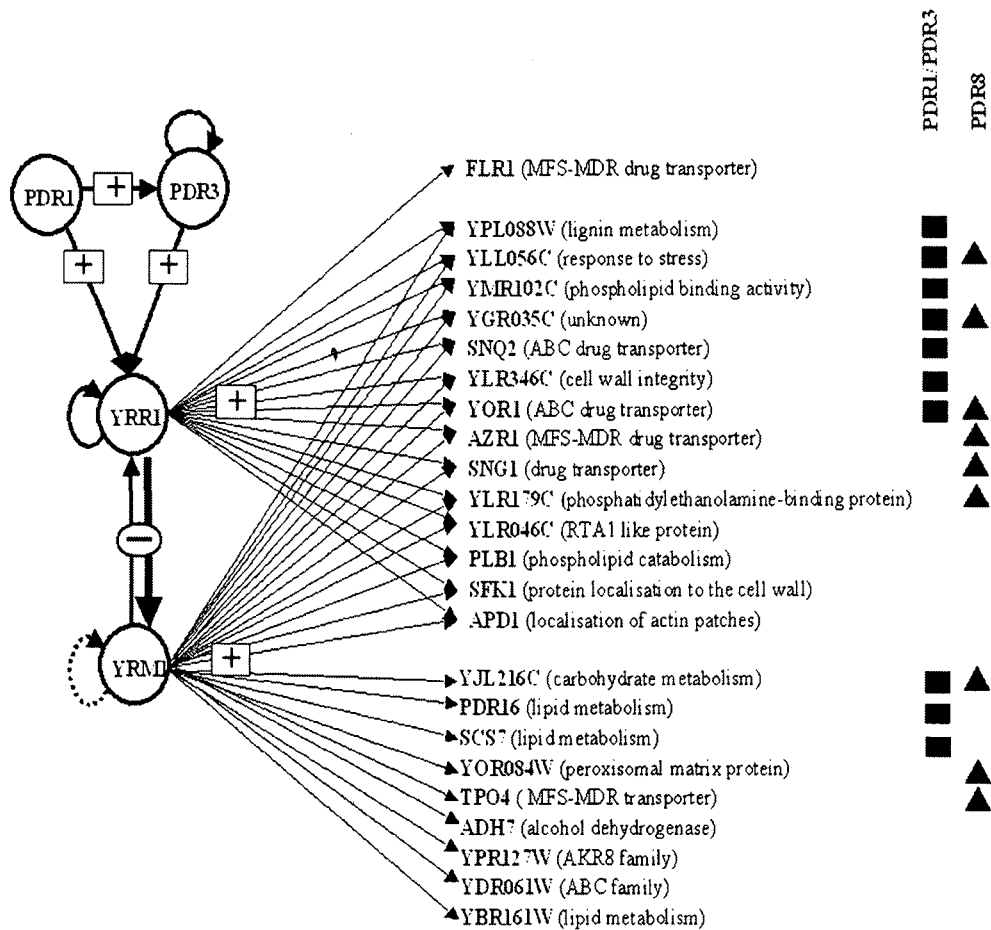 PDR1/PDR3
PDR8
PDR1
+
PDR3
+
+
YRR1
+
−
YRM1
+
FLR1 (MFS-MDR drug transporter)
YPL088W (lignin metabolism)
YLL056C (response to stress)
YMR102C (phospholipid binding activity)
YGR035C (unknown)
SNQ2 (ABC drug transporter)
YLR346C (cell wall integrity)
YOR1 (ABC drug transporter)
AZR1 (MFS-MDR drug transporter)
SNG1 (drug transporter)
YLR179C (phosphatidylethanolamine-binding protein)
YLR046C (RTA1 like protein)
PLB1 (phospholipid catabolism)
SFK1 (protein localisation to the cell wall)
APD1 (localisation of actin patches)
YJL216C (carbohydrate metabolism)
PDR16 (lipid metabolism)
SCS7 (lipid metabolism)
YOR084W (peroxisomal matrix protein)
TPO4 ( MFS-MDR transporter)
ADH7 (alcohol dehydrogenase)
YPR127W (AKR8 family)
YDR061W (ABC family)
YBR161W (lipid metabolism)